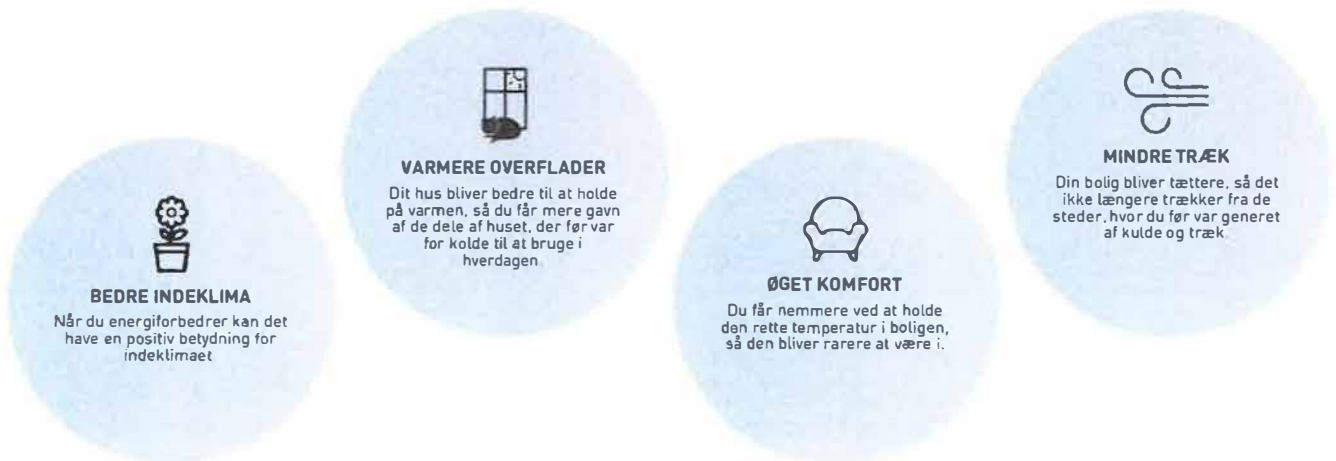 BEDRE INDEKLIMA
Når du energiforbedrer kan det
have en positiv betydning for
indeklimaet
VARMERE OVERFLADER
Dit hus bliver bedre til at holde
på varmen, så du får mere gavn
af de dele af huset, der før var
for kolde til at bruge i
hverdagen
ØGET KOMFORT
Du får nemmere ved at holde
den rette temperatur i boligen,
så den bliver rarere at være i.
MINDRE TRÆK
Din bolig bliver tættere, så det
ikke længere trækker fra de
steder, hvor du før var generet
af kulde og træk